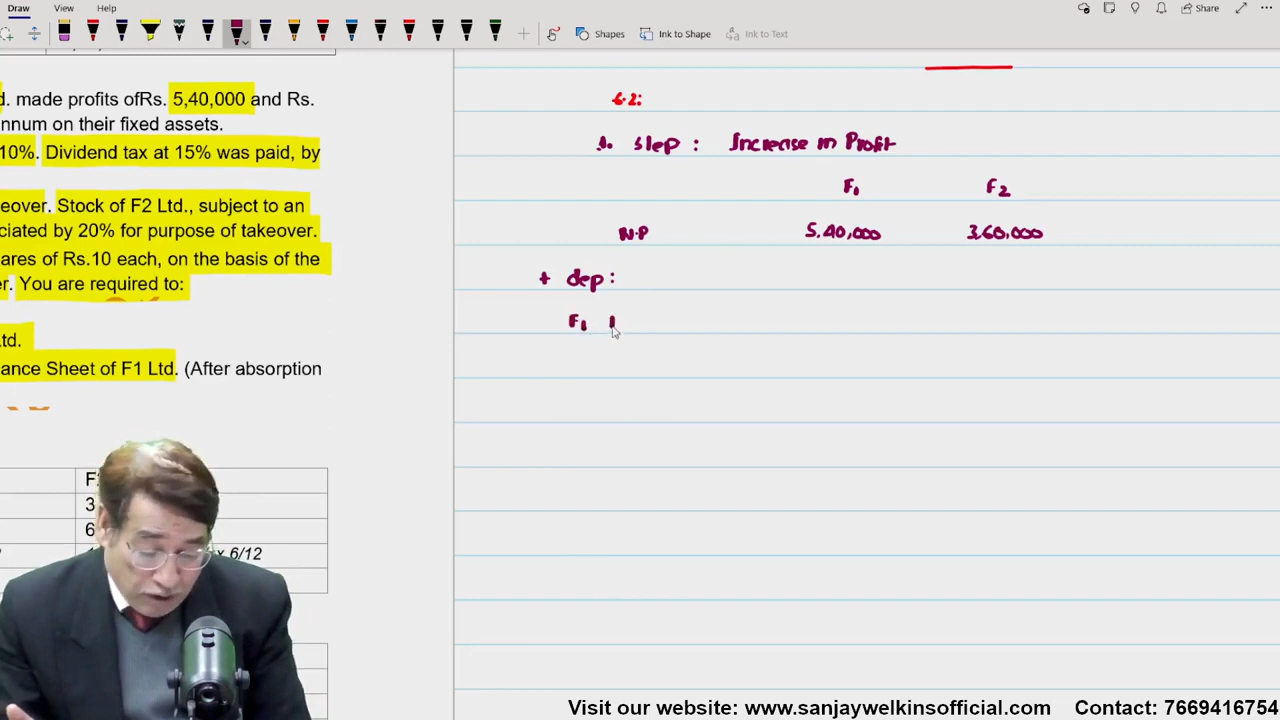 Draw View Help Share
Shapes Ink to Shape Ink to Text
d. made profits ofRs. 5,40,000 and Rs.
nnum on their fixed assets.
10%. Dividend tax at 15% was paid, by
eover. Stock of F2 Ltd., subject to an
ciated by 20% for purpose of takeover.
ares of Rs.10 each, on the basis of the
r. You are required to:
td.
ance Sheet of F1 Ltd. (After absorption
F
3
6
x 6/12
6.2:
1. Step: Increase in Profit
F1 F2
N.P 5,40,000 3,60,000
+ dep:
F1 1
Visit our website: www.sanjaywelkinsofficial.com
Contact: 7669416754